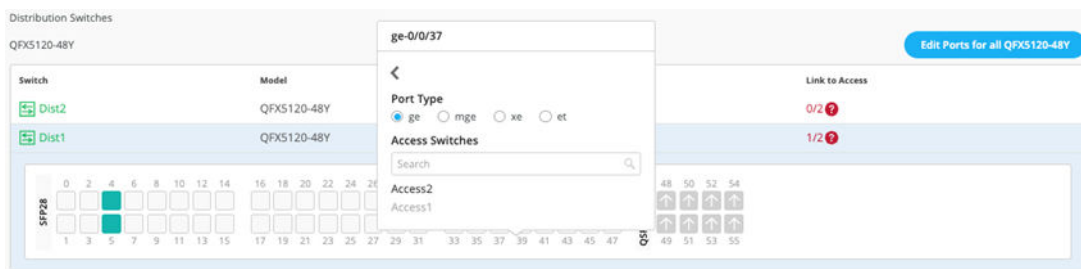 Distribution Switches
QFX5120-48Y
Edit Ports for all QFX5120-48Y
ge-0/0/37
Switch Model Link to Access
Dist2 QFX5120-48Y 0/2 ?
Dist1 QFX5120-48Y 1/2 ?
Port Type
ge mge xe et
Access Switches
Search
Access2
Access1
0 2 4 6 8 10 12 14 16 18 20 22 24 48 50 52 54
SFP28
1 3 5 7 9 11 13 15 17 19 21 23 25 27 29 31 33 35 37 39 41 43 45 47 49 51 53 55